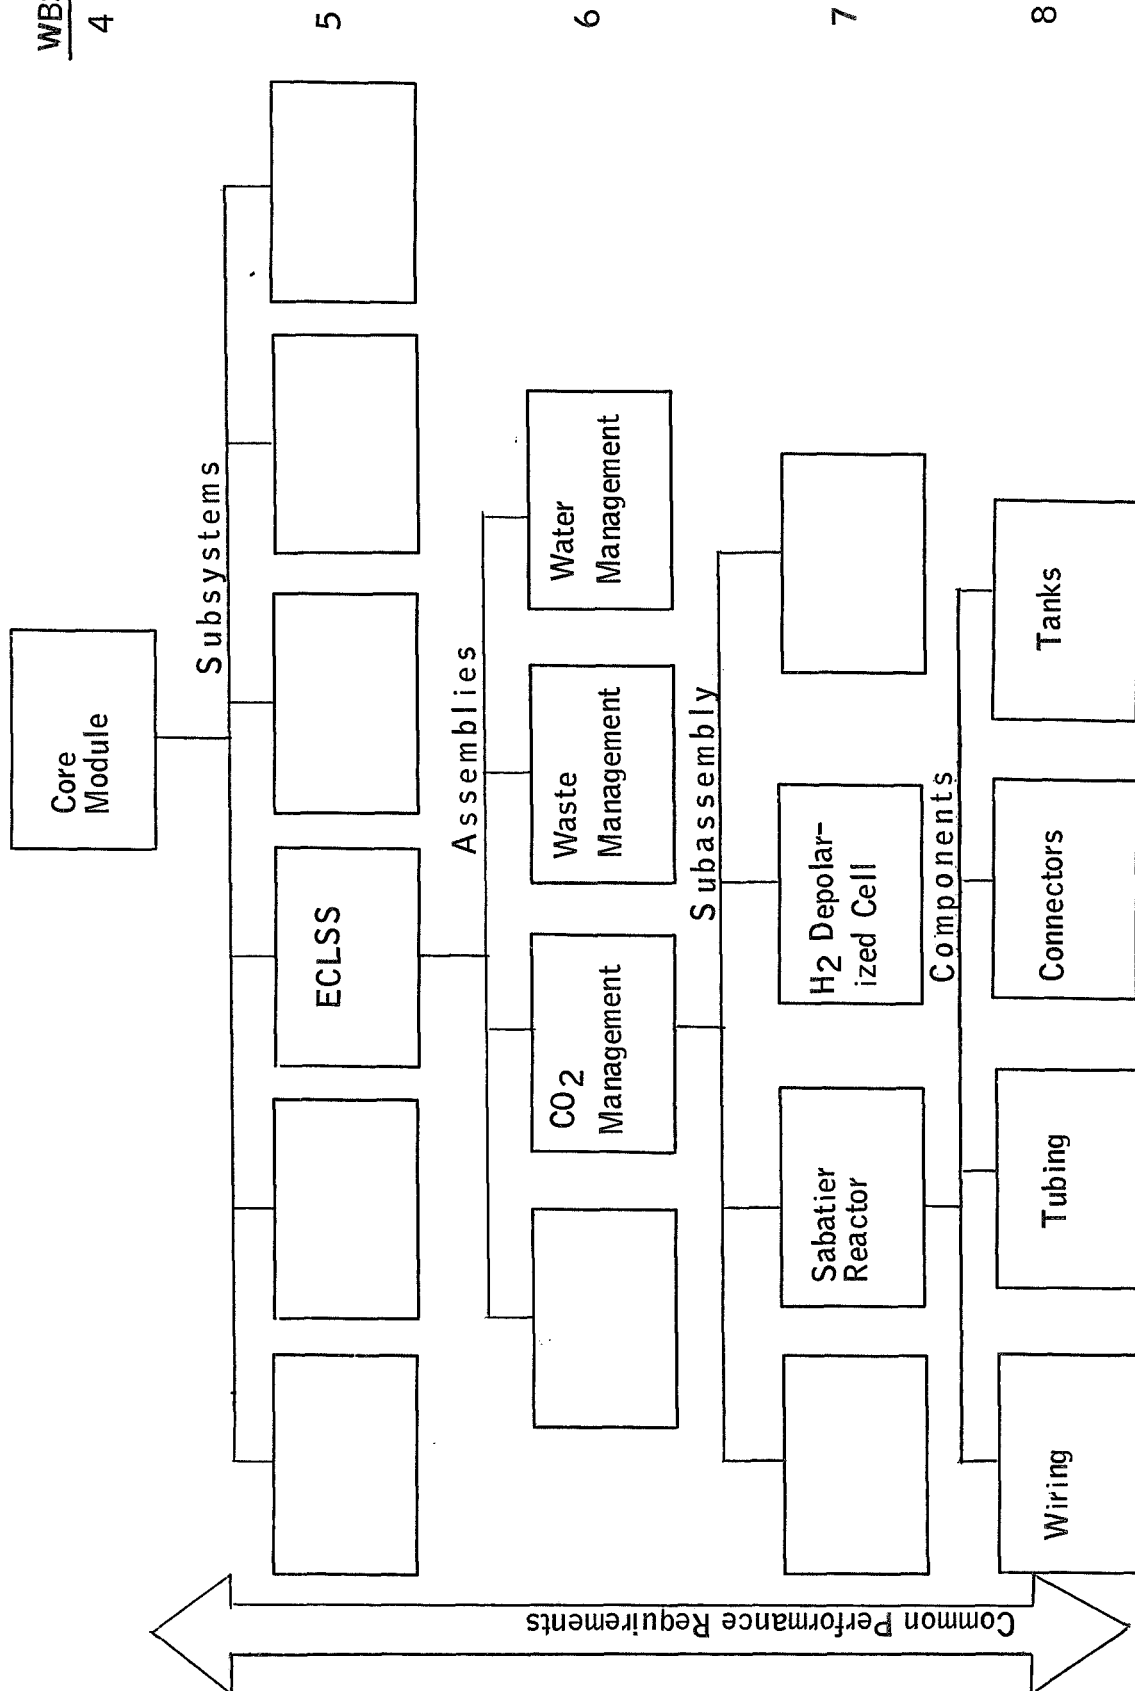 WBS
4
Core
Module
Subsystems
5
ECLSS
Assemblies
6
CO2
Management
Waste
Management
Water
Management
Subassembly
7
Sabatier
Reactor
H2 Depolar-
ized Cell
Components
8
Wiring
Tubing
Connectors
Tanks
Common Performance Requirements